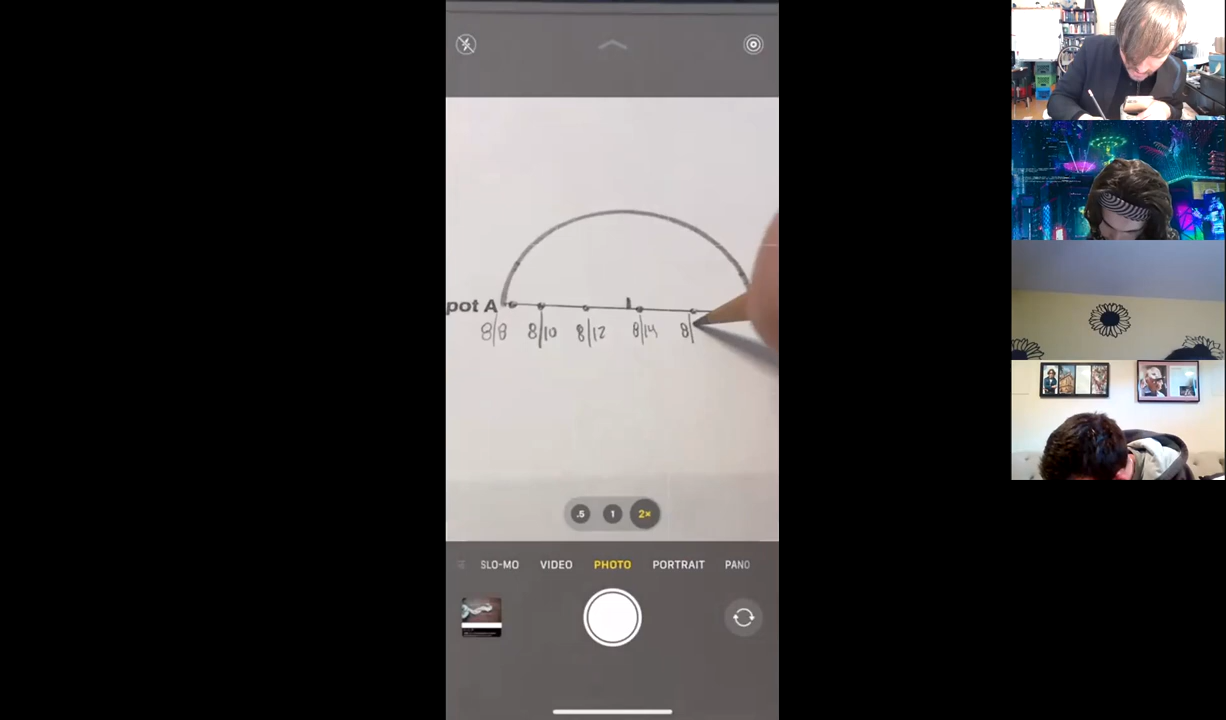 pot A
8/8 8/10 8/12 8/14 8/
.5 1 2×
SLO-MO VIDEO PHOTO PORTRAIT PANO